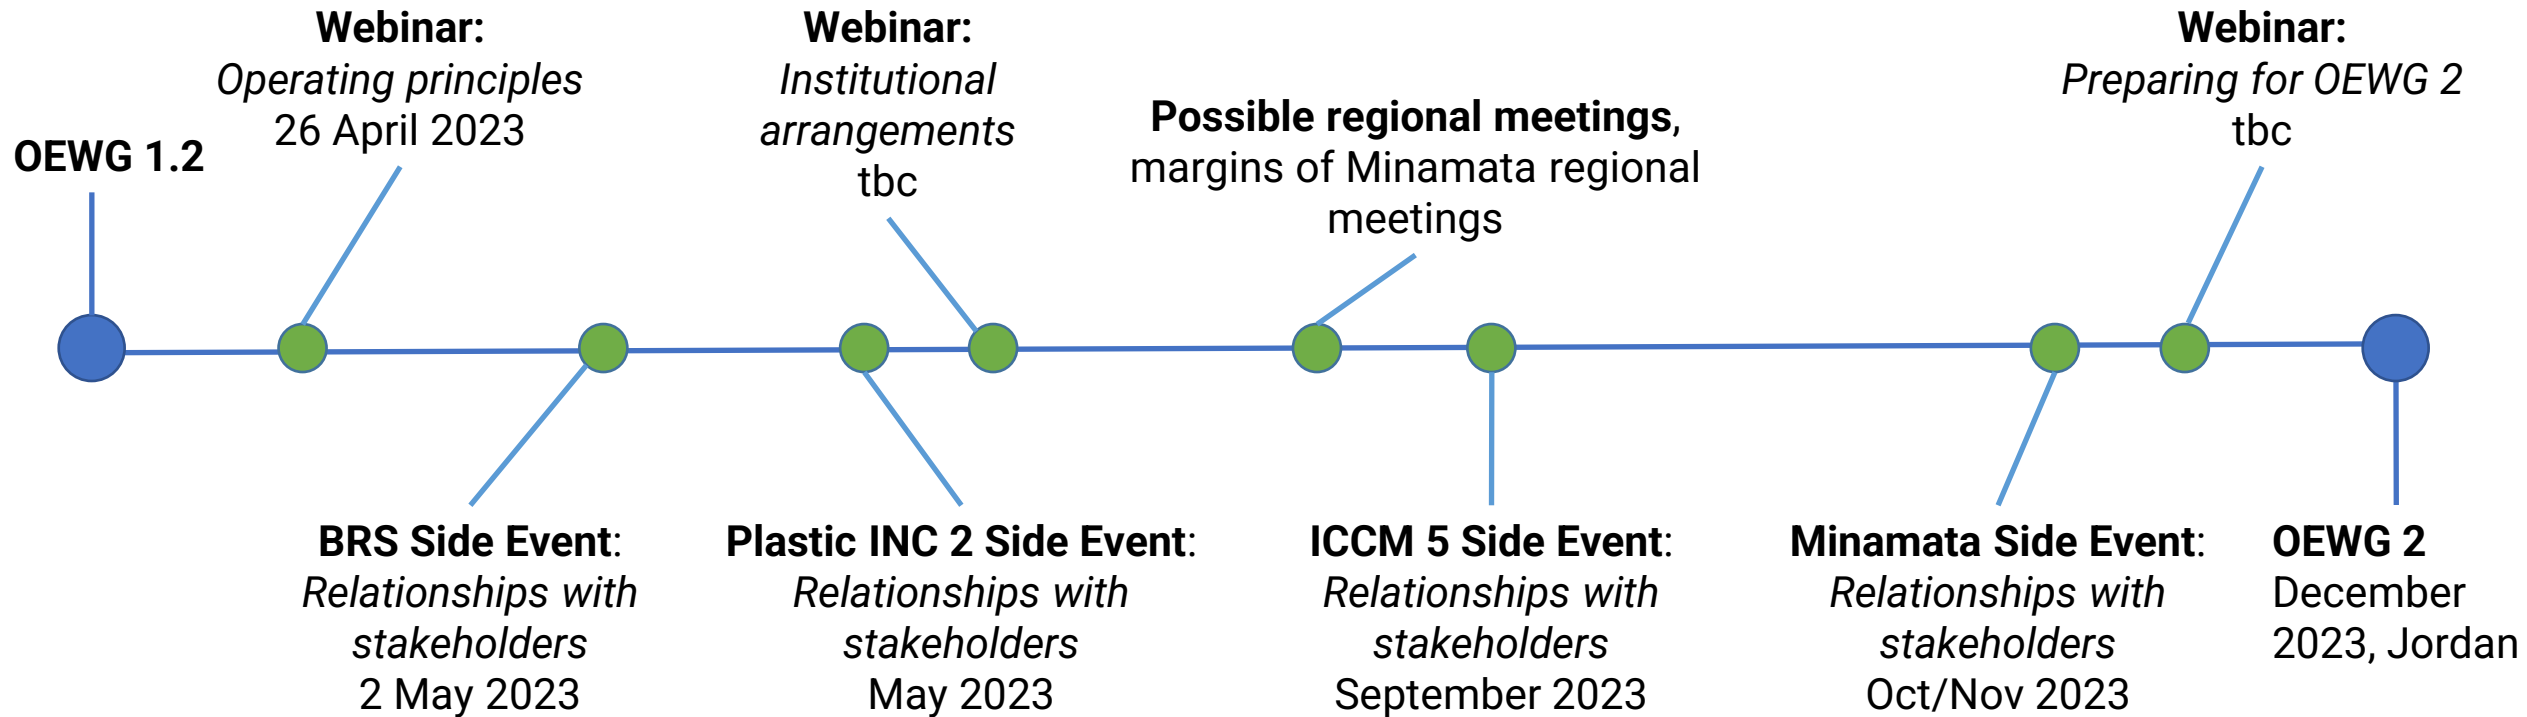 OEWG 1.2
Webinar:
Operating principles
26 April 2023
Webinar:
Institutional
arrangements
tbc
Possible regional meetings,
margins of Minamata regional
meetings
Webinar:
Preparing for OEWG 2
tbc
BRS Side Event:
Relationships with
stakeholders
2 May 2023
Plastic INC 2 Side Event:
Relationships with
stakeholders
May 2023
ICCM 5 Side Event:
Relationships with
stakeholders
September 2023
Minamata Side Event:
Relationships with
stakeholders
Oct/Nov 2023
OEWG 2
December
2023, Jordan